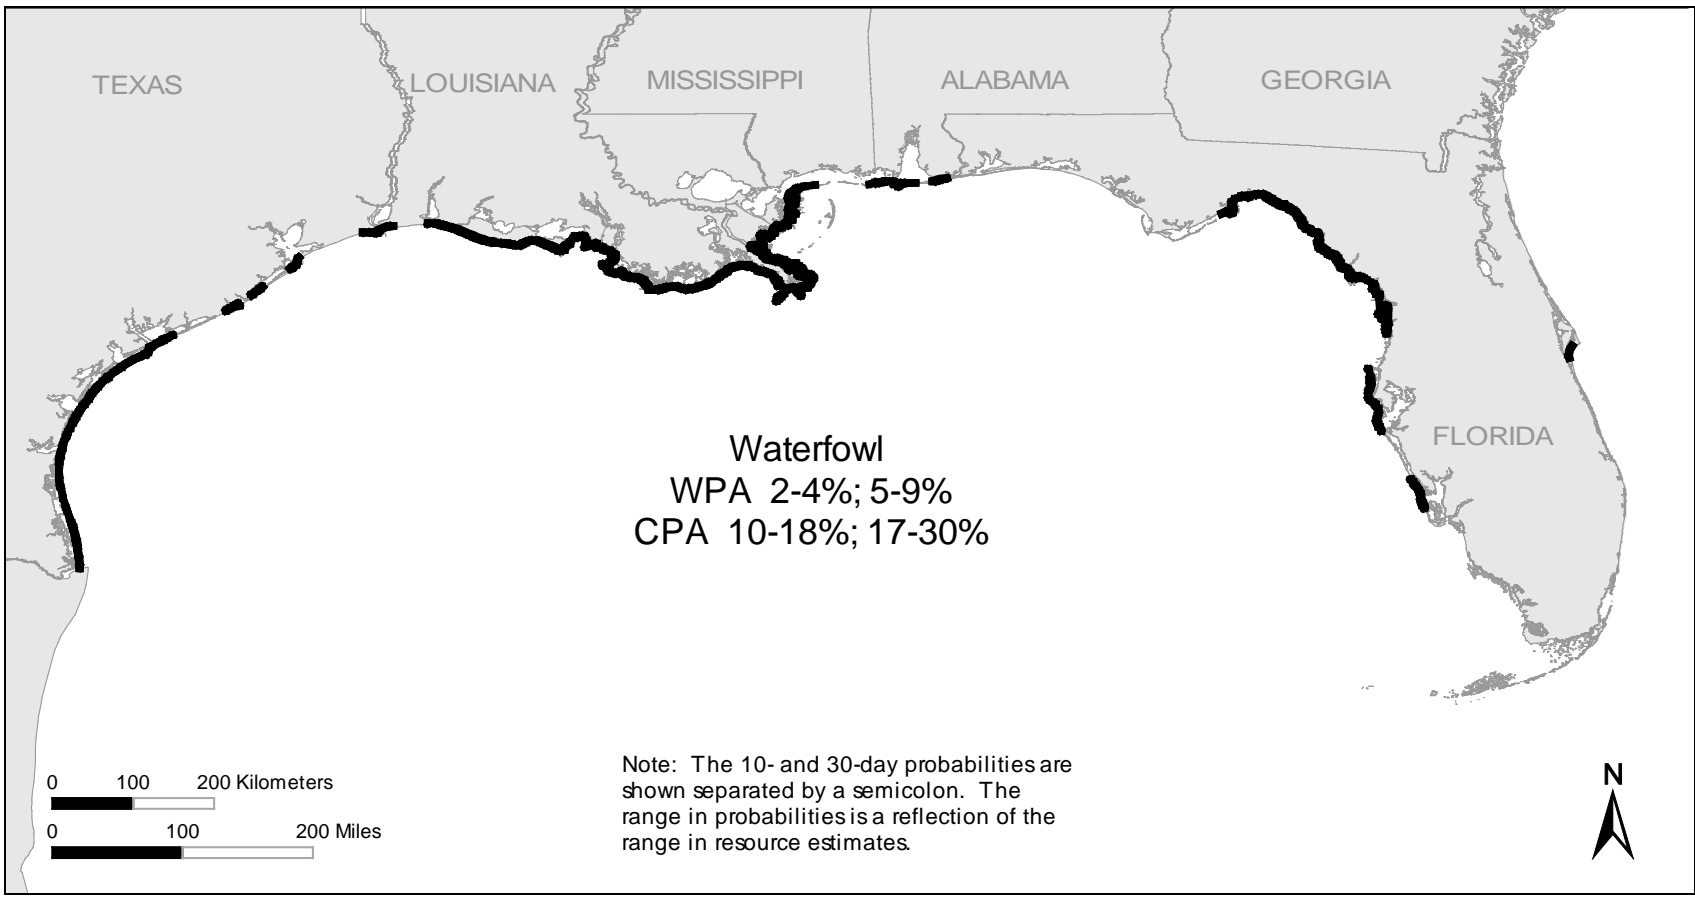 TEXAS
LOUISIANA
MISSISSIPPI
ALABAMA
GEORGIA
FLORIDA
Waterfowl
WPA 2-4%; 5-9%
CPA 10-18%; 17-30%
Note: The 10- and 30-day probabilities are
shown separated by a semicolon. The
range in probabilities is a reflection of the
range in resource estimates.
0 100 200 Kilometers
0 100 200 Miles
N